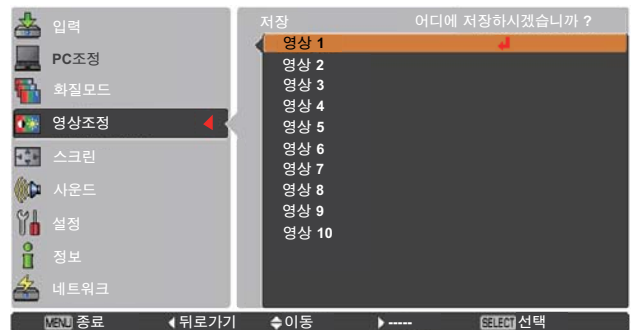 입력
PC조정
화질모드
영상조정
스크린
사운드
설정
정보
네트워크
저장 어디에 저장하시겠습니까 ?
영상 1
영상 2
영상 3
영상 4
영상 5
영상 6
영상 7
영상 8
영상 9
영상 10
MENU 종료 뒤로가기 이동 ----- SELECT 선택